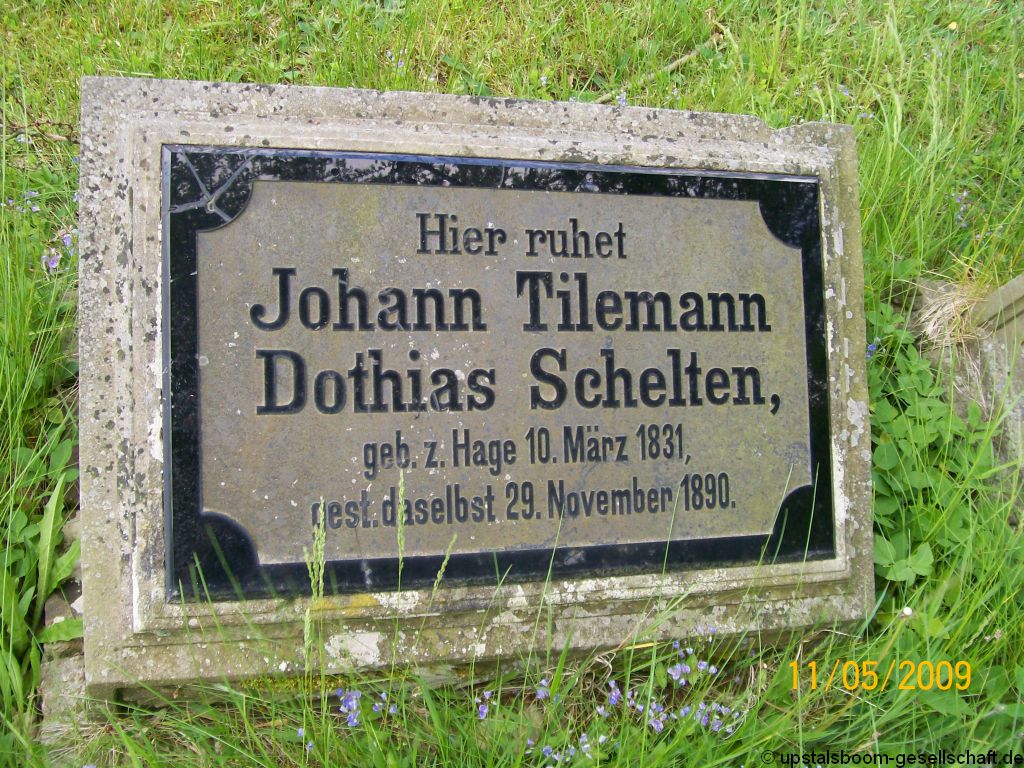 Hier ruhet
Johann Tilemann
Dothias Schelten,
geb. z. Hage 10. März 1831,
gest. daselbst 29. November 1890.
11/05/2009
© upstalsboom-gesellschaft.de